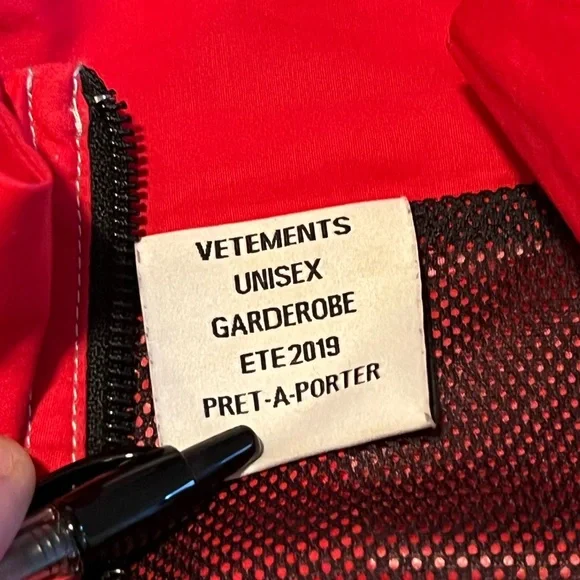 VETEMENTS
UNISEX
GARDEROBE
ETE2019
PRET-A-PORTER